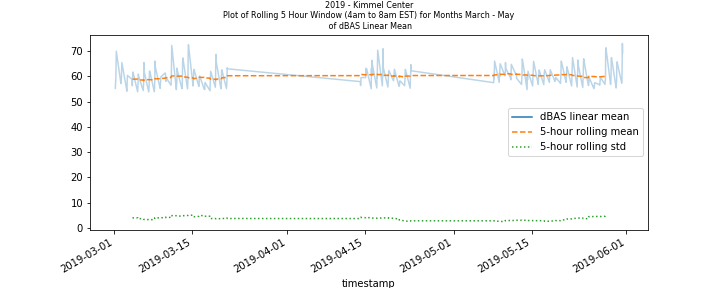 2019 - Kimmel Center
Plot of Rolling 5 Hour Window (4am to 8am EST) for Months March - May
of dBAS Linear Mean
70
60
50
40
30
20
10
0
dBAS linear mean
5-hour rolling mean
5-hour rolling std
2019-03-01
2019-03-15
2019-04-01
2019-04-15
2019-05-01
2019-05-15
2019-06-01
timestamp